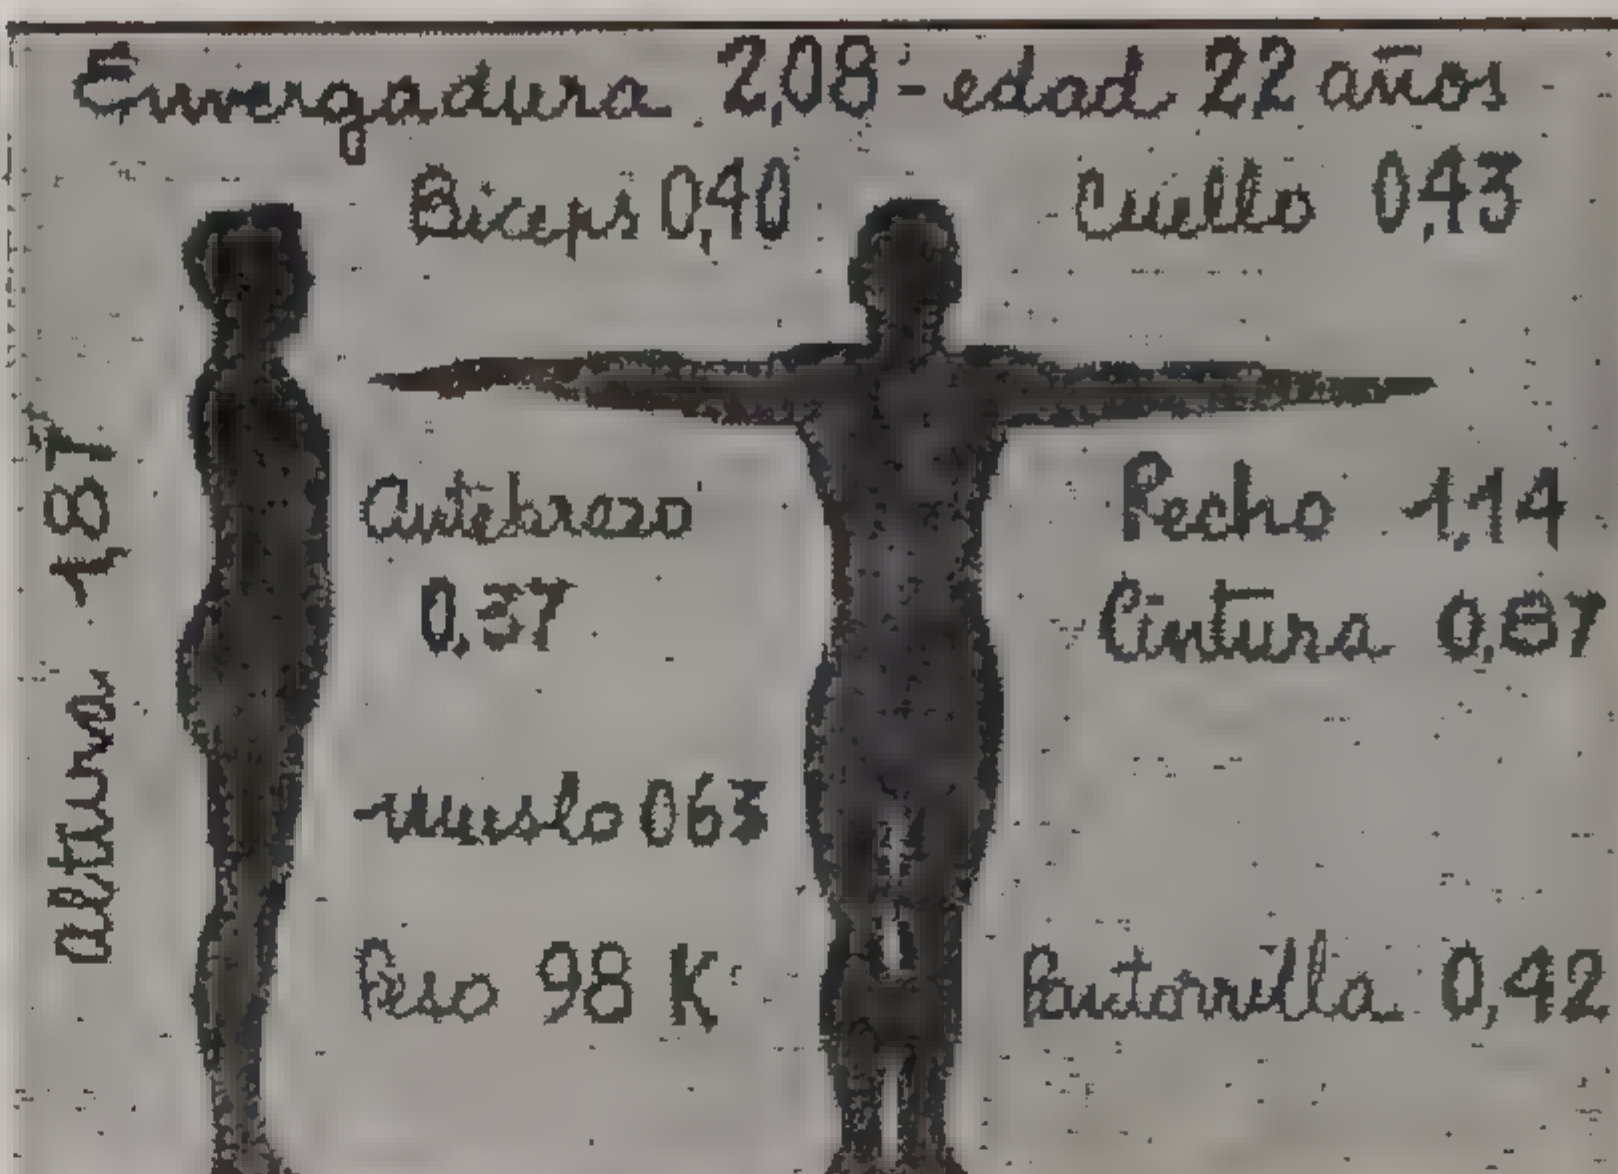 Envergadura 2,08 - edad 22 años
Biceps 0,40
Cuello 0,43
altura 1,87
Antebrazo
0,37
Pecho 1,14
Cintura 0,87
muslo 063
Peso 98 K
Pantorrilla 0,42